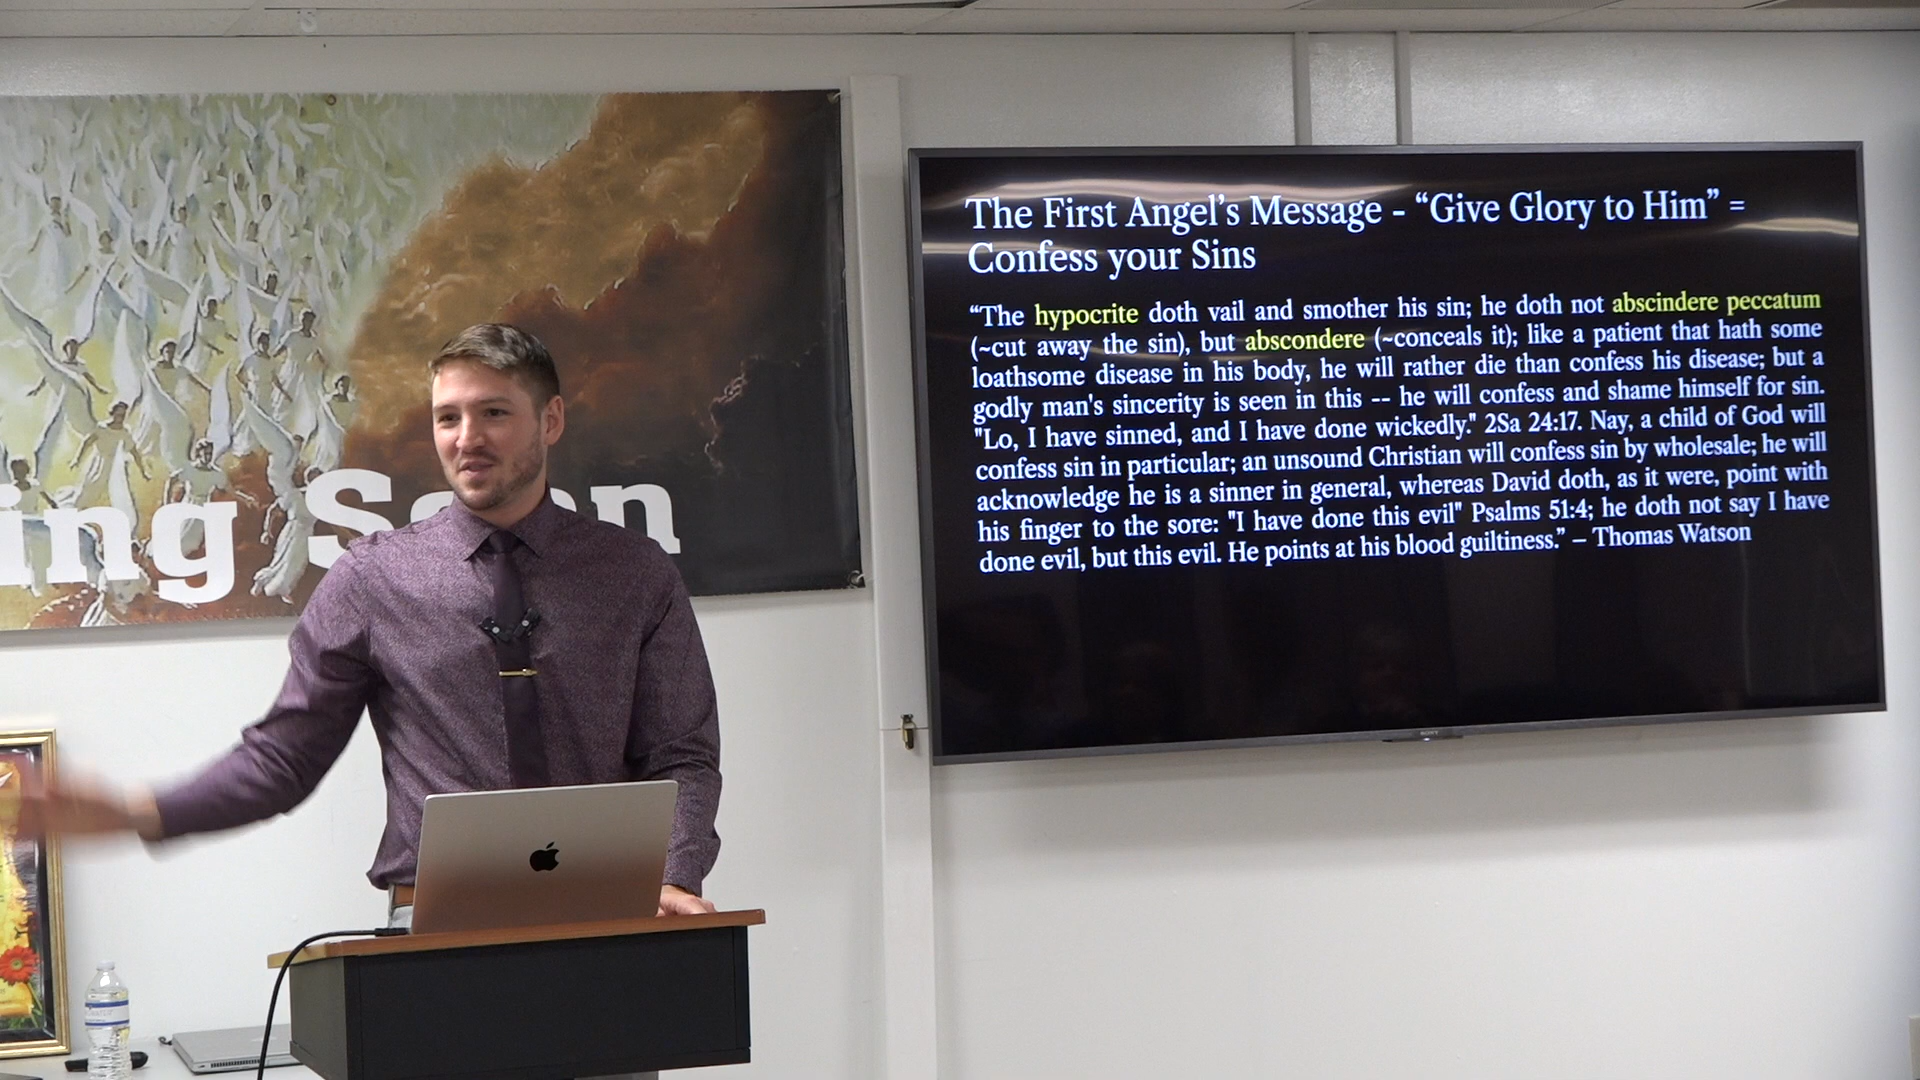 ing Soon
The First Angel’s Message - “Give Glory to Him” =
Confess your Sins
“The hypocrite doth vail and smother his sin; he doth not abscindere peccatum
(~cut away the sin), but abscondere (~conceals it); like a patient that hath some
loathsome disease in his body, he will rather die than confess his disease; but a
godly man's sincerity is seen in this -- he will confess and shame himself for sin.
"Lo, I have sinned, and I have done wickedly." 2Sa 24:17. Nay, a child of God will
confess sin in particular; an unsound Christian will confess sin by wholesale; he will
acknowledge he is a sinner in general, whereas David doth, as it were, point with
his finger to the sore: "I have done this evil" Psalms 51:4; he doth not say I have
done evil, but this evil. He points at his blood guiltiness.” – Thomas Watson
SONY